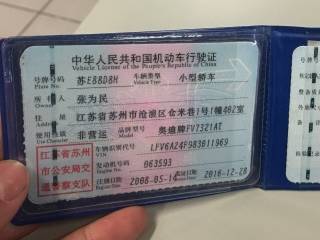 中华人民共和国机动车行驶证
Vehicle License of the People's Republic of China
号牌号码 苏E88D8H 车辆类型 小型轿车
Plate No. Vehicle Type
所有人 张为民
Owner
住址 江苏省苏州市沧浪区仓米巷1号1幢402室
Address
使用性质 非营运 品牌型号 奥迪牌FV7321AT
Use Character Model
江苏省苏州 车辆识别代号 LFV6A24F983011969
VIN
市公安局交 发动机号码 063593
Engine No.
通警察支队 注册日期 2008-05-14 发证日期 2016-12-28
Register Date Issue Date